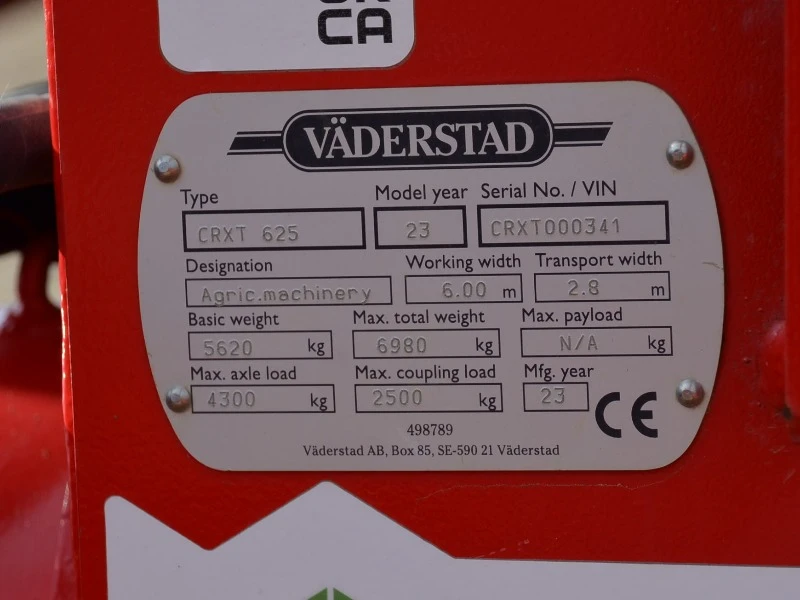 CA
VÄDERSTAD
Type Model year Serial No. / VIN
CRXT 625 23 CRXT000341
Designation Working width Transport width
Agric.machinery 6.00 m 2.8 m
Basic weight Max. total weight Max. payload
5620 kg 6980 kg N/A kg
Max. axle load Max. coupling load Mfg. year
4300 kg 2500 kg 23
CE
498789
Väderstad AB, Box 85, SE-590 21 Väderstad